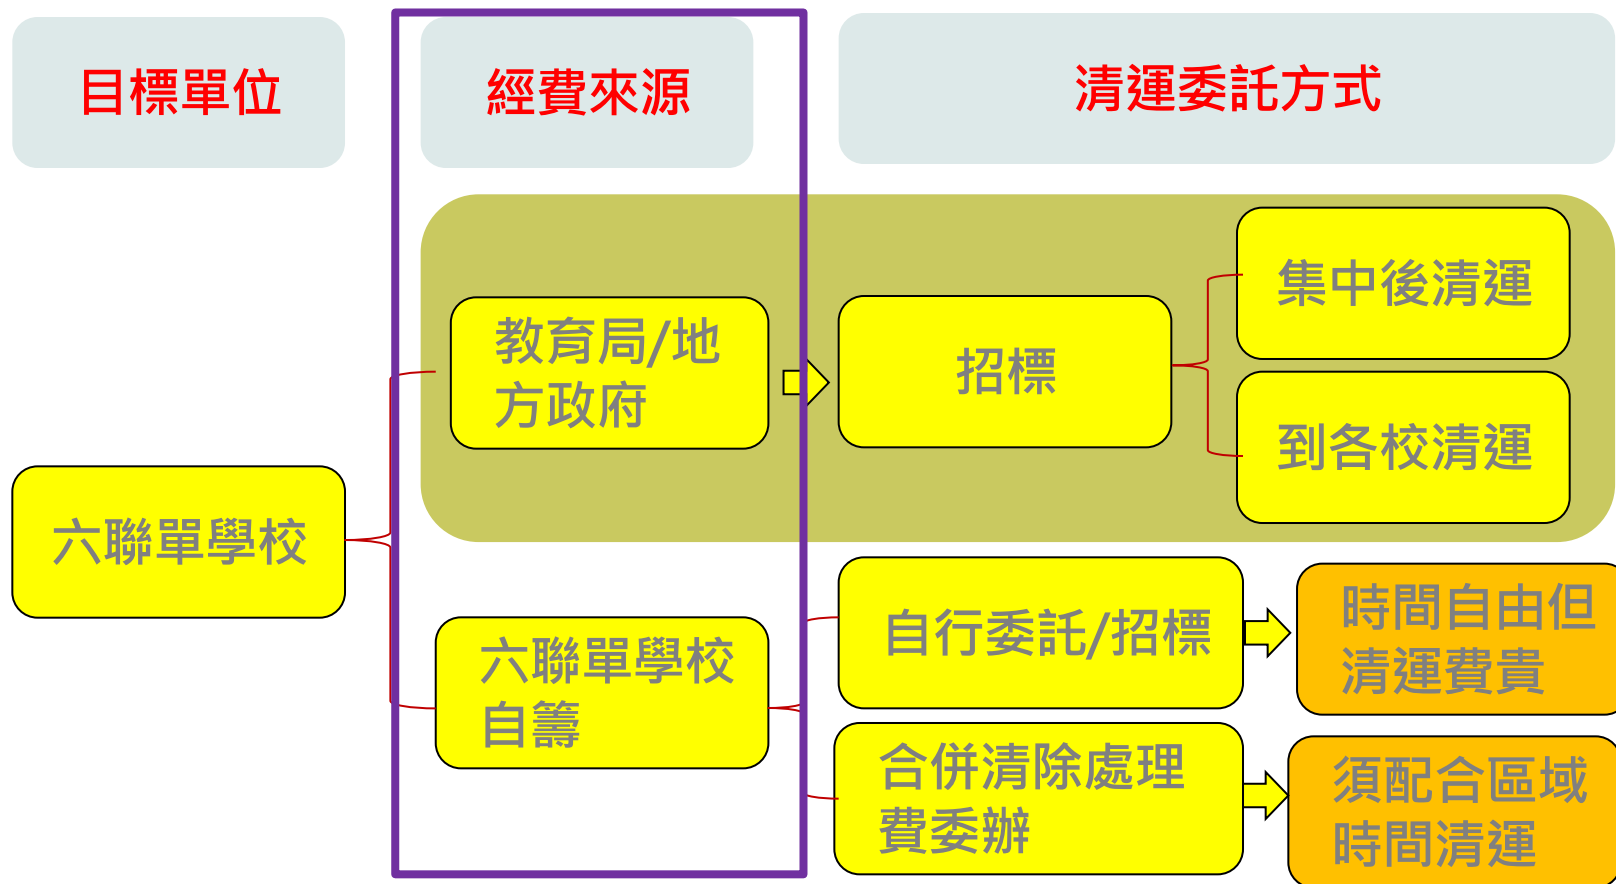 目標單位
經費來源
清運委託方式
集中後清運
教育局/地
方政府
招標
到各校清運
六聯單學校
自行委託/招標
時間自由但
清運費貴
六聯單學校
自籌
合併清除處理
費委辦
須配合區域
時間清運